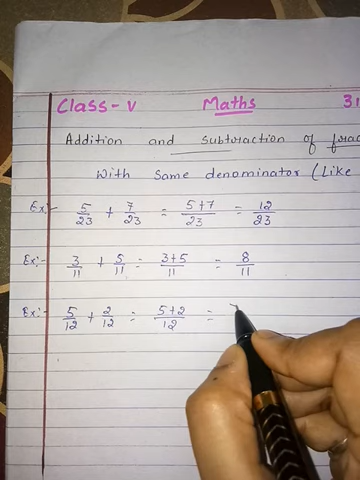 Class-V Maths 31
Addition and subtraction of frac
With same denominator (Like
Ex:- 5/23 + 7/23 = 5+7/23 = 12/23
Ex:- 3/11 + 5/11 = 3+5/11 = 8/11
Ex:- 5/12 + 2/12 = 5+2/12 =